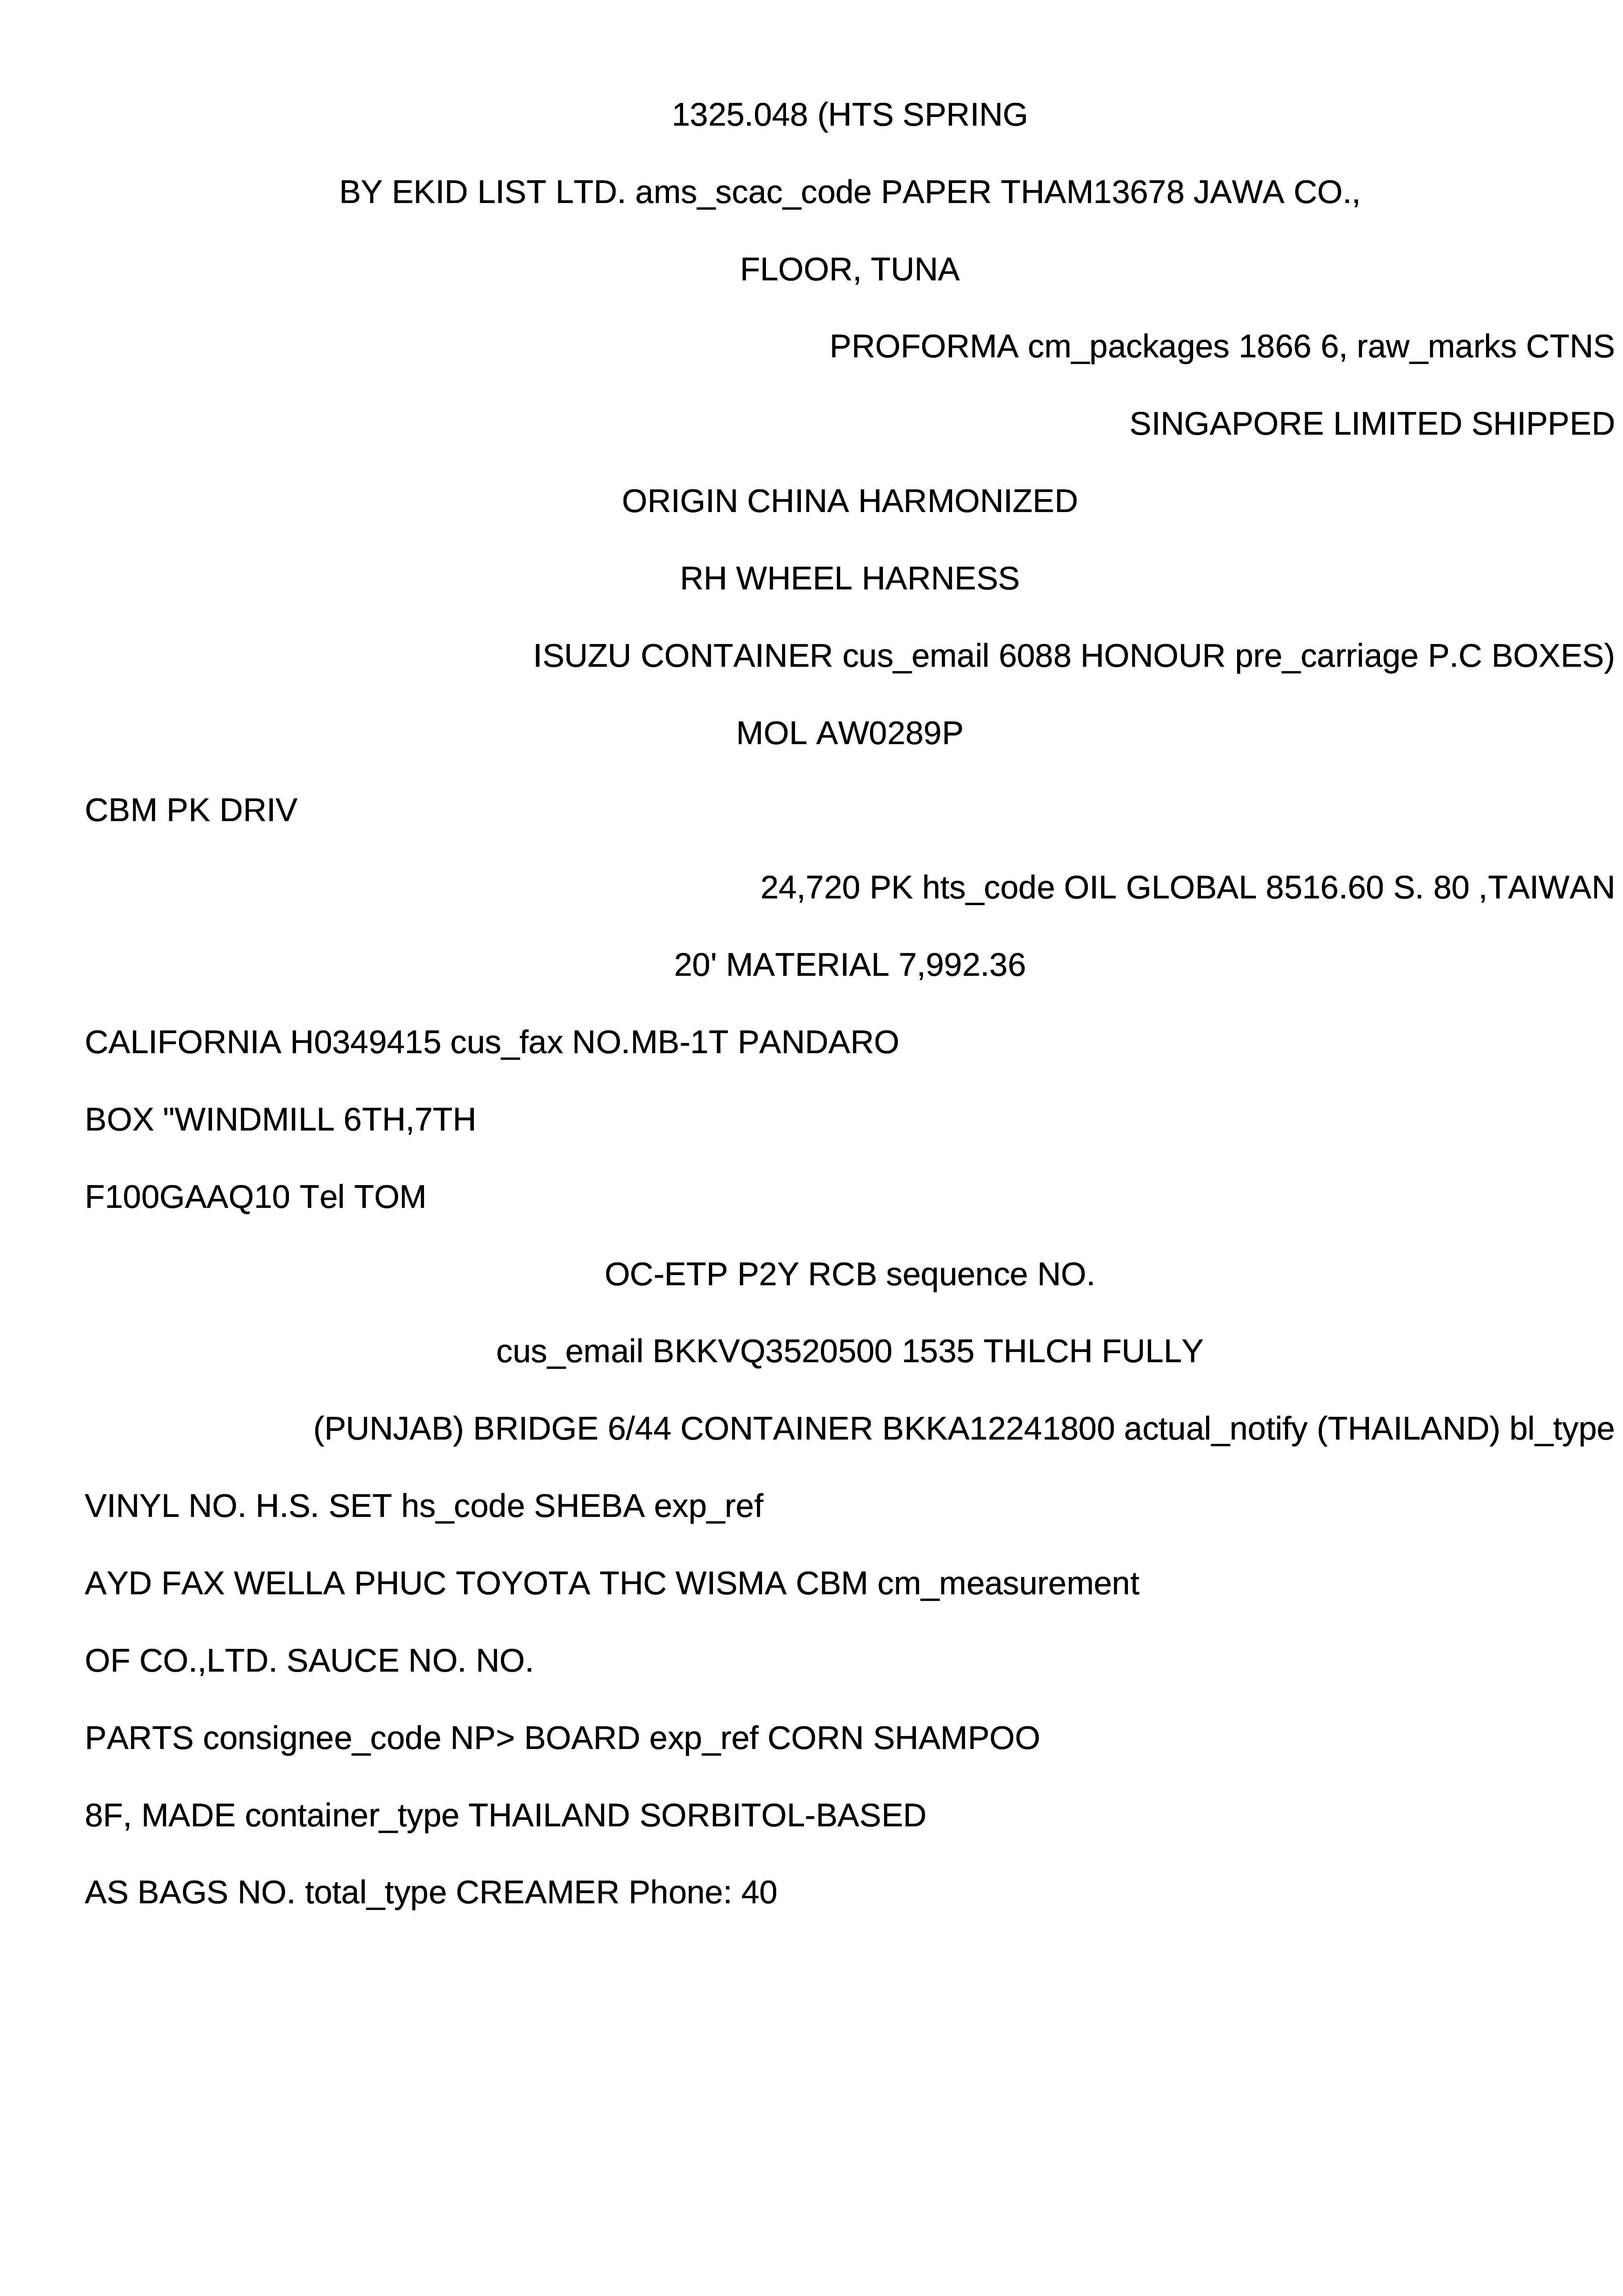 1325.048 (HTS SPRING
BY EKID LIST LTD. ams_scac_code PAPER THAM13678 JAWA CO.,
FLOOR, TUNA
PROFORMA cm_packages 1866 6, raw_marks CTNS
SINGAPORE LIMITED SHIPPED
ORIGIN CHINA HARMONIZED
RH WHEEL HARNESS
ISUZU CONTAINER cus_email 6088 HONOUR pre_carriage P.C BOXES)
MOL AW0289P
CBM PK DRIV
24,720 PK hts_code OIL GLOBAL 8516.60 S. 80 ,TAIWAN
20' MATERIAL 7,992.36
CALIFORNIA H0349415 cus_fax NO.MB-1T PANDARO
BOX "WINDMILL 6TH,7TH
F100GAAQ10 Tel TOM
OC-ETP P2Y RCB sequence NO.
cus_email BKKVQ3520500 1535 THLCH FULLY
(PUNJAB) BRIDGE 6/44 CONTAINER BKKA12241800 actual_notify (THAILAND) bl_type
VINYL NO. H.S. SET hs_code SHEBA exp_ref
AYD FAX WELLA PHUC TOYOTA THC WISMA CBM cm_measurement
OF CO.,LTD. SAUCE NO. NO.
PARTS consignee_code NP> BOARD exp_ref CORN SHAMPOO
8F, MADE container_type THAILAND SORBITOL-BASED
AS BAGS NO. total_type CREAMER Phone: 40